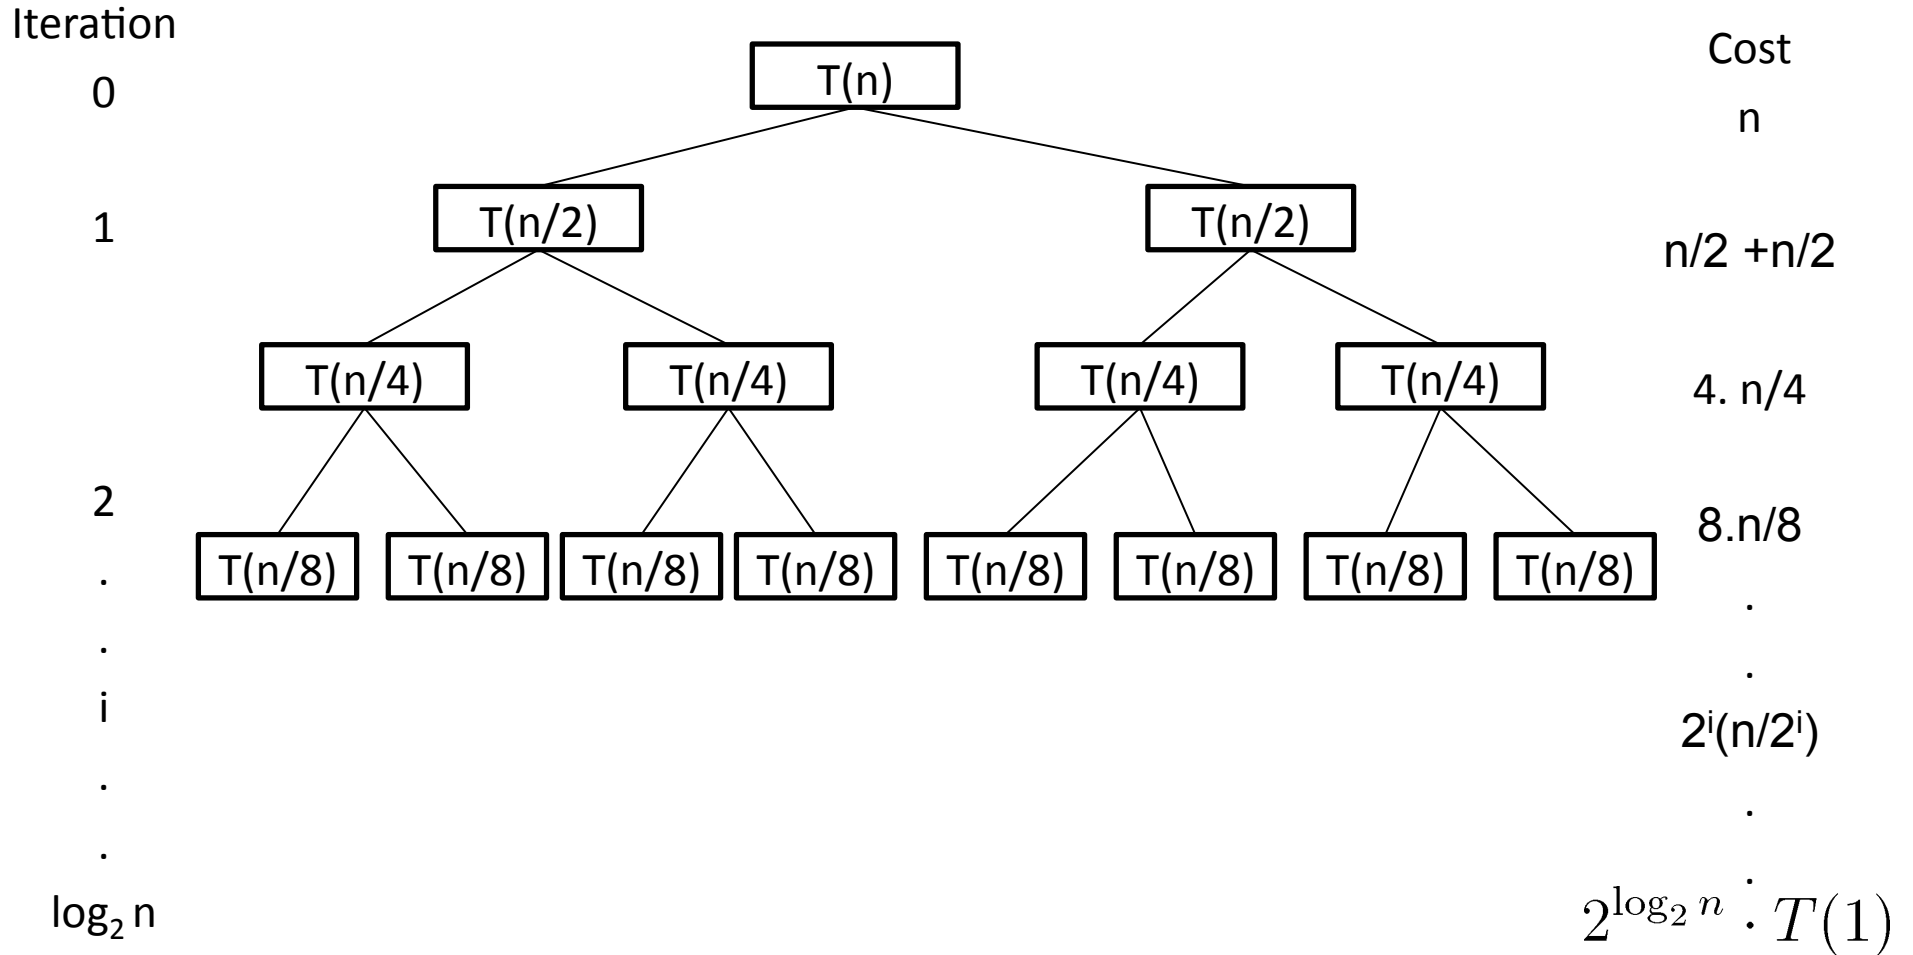 Iteration
Cost
0
T(n)
n
1
T(n/2) T(n/2)
n/2 +n/2
T(n/4) T(n/4) T(n/4) T(n/4)
4. n/4
2
8.n/8
T(n/8) T(n/8) T(n/8) T(n/8) T(n/8) T(n/8) T(n/8) T(n/8)
.
.
.
.
i
2ⁱ(n/2ⁱ)
.
.
.
.
log₂ n
2^{log₂ n} · T(1)